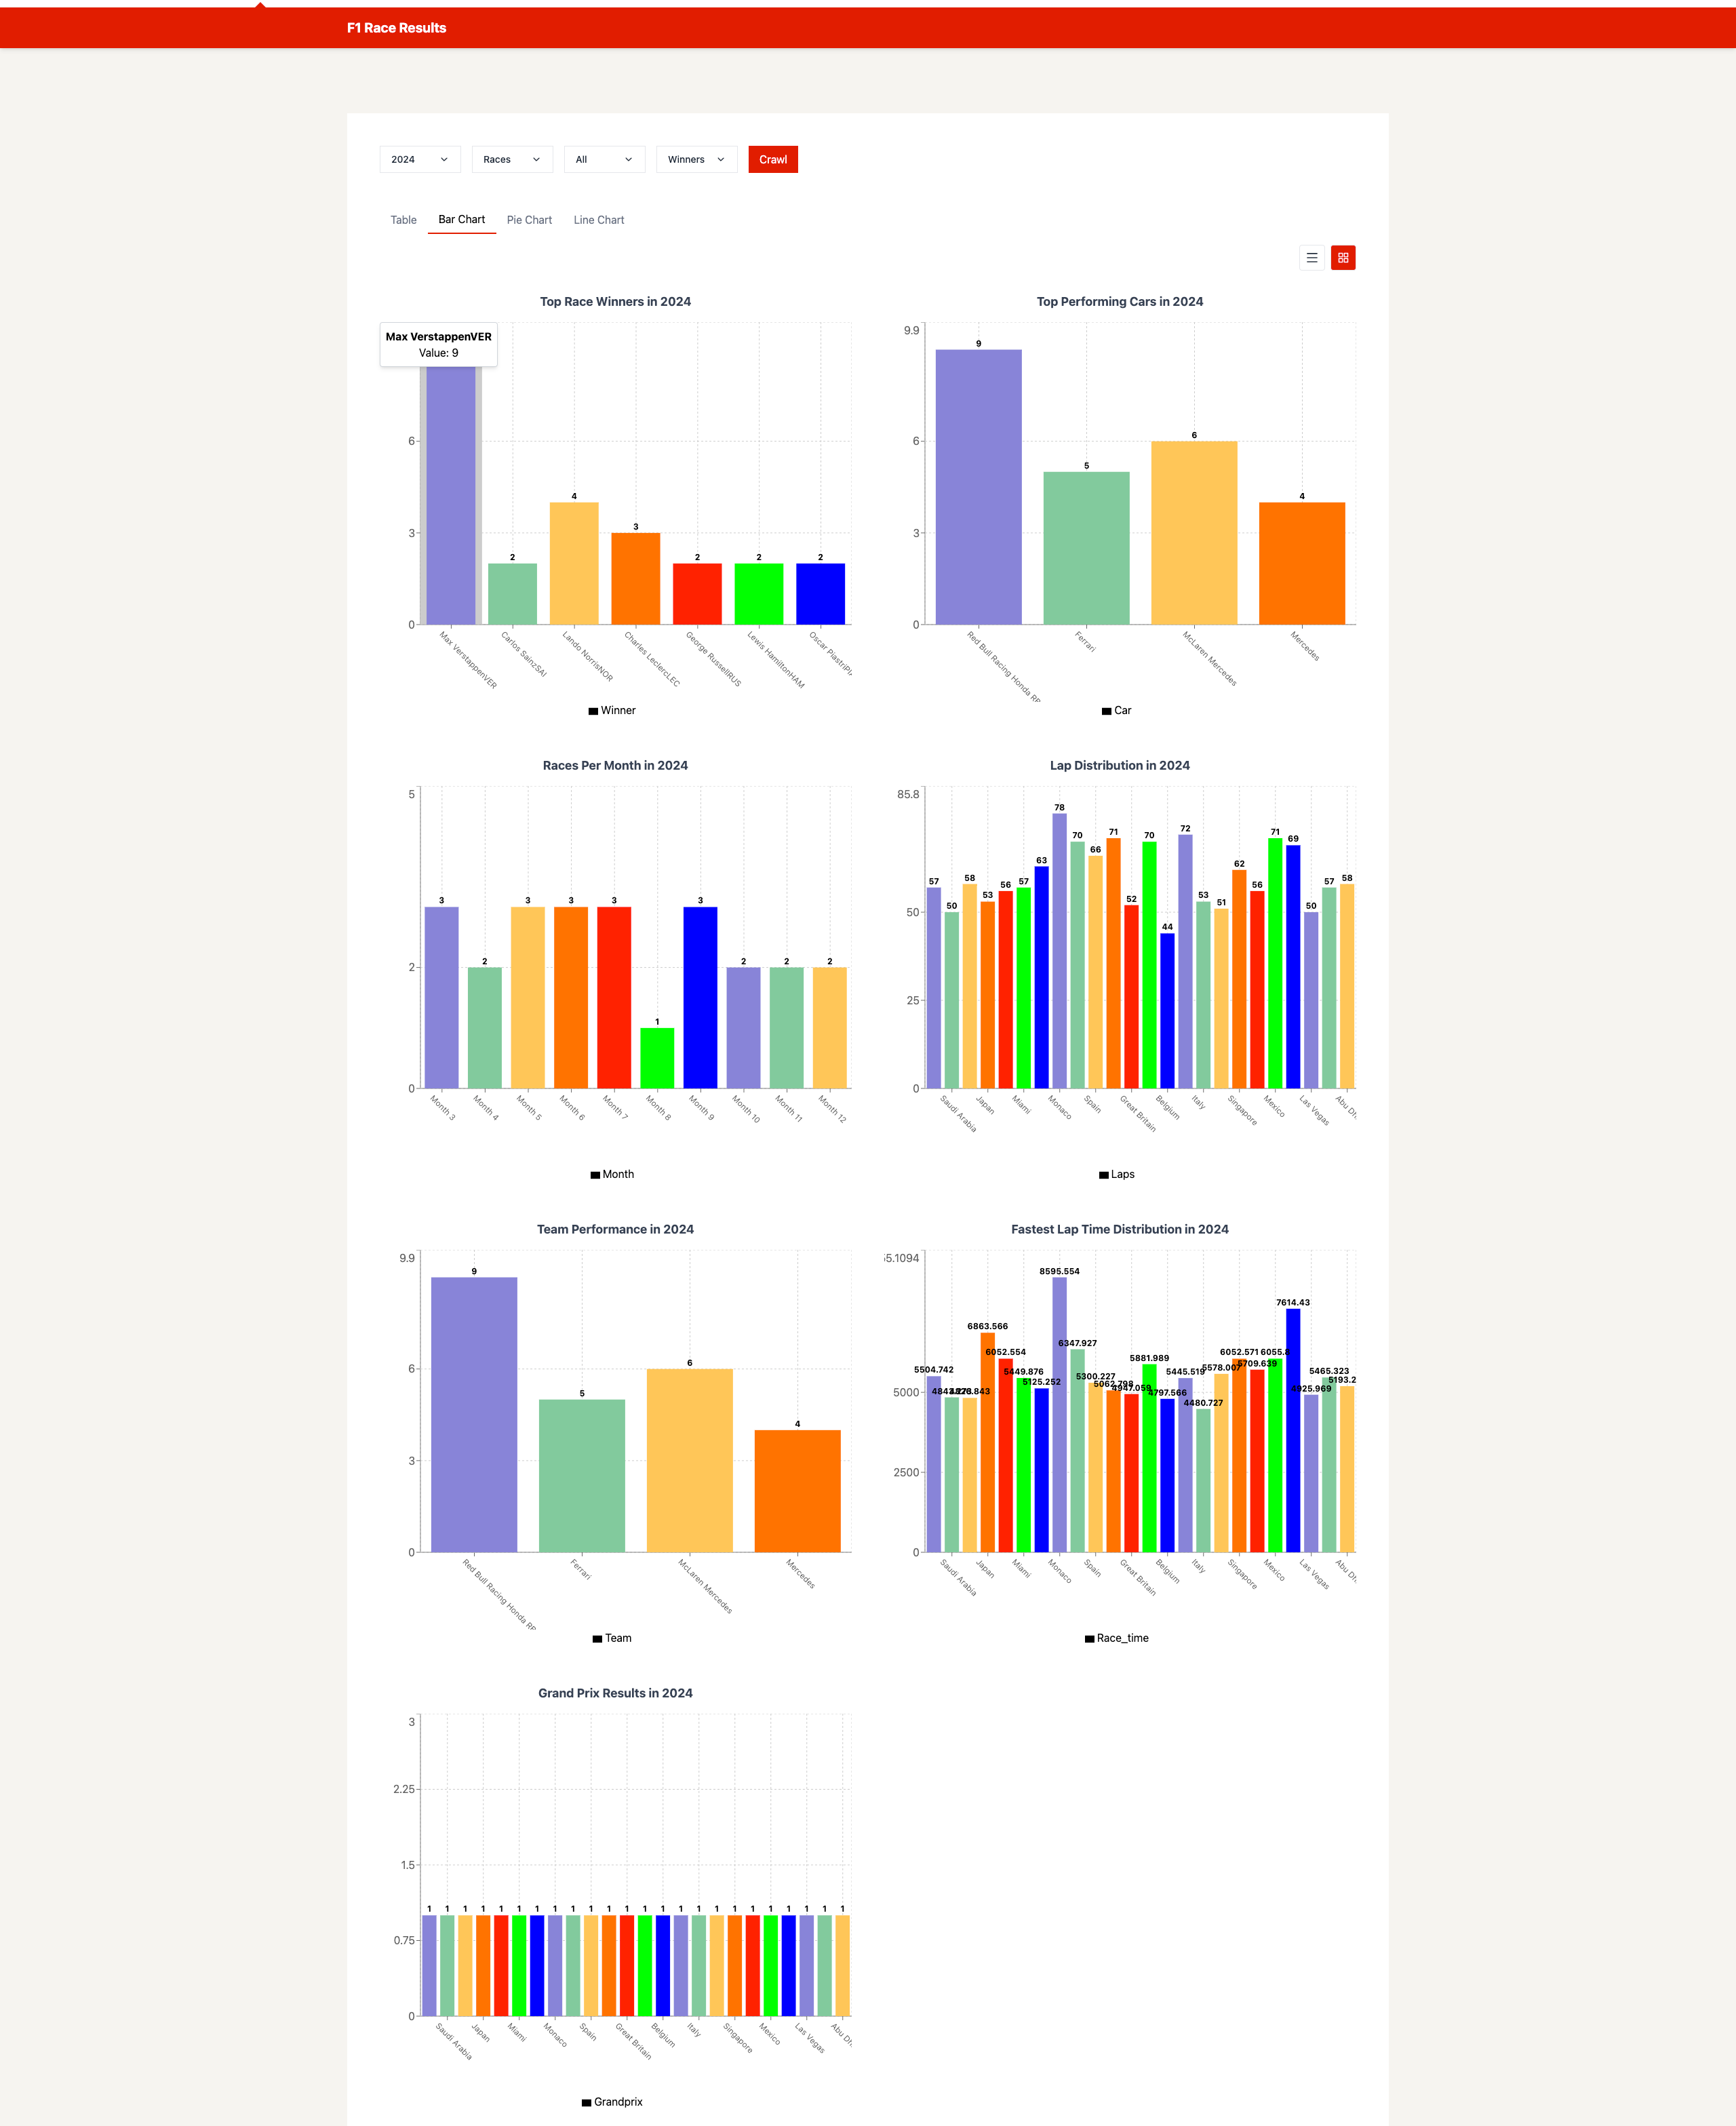 F1 Race Results
2024 Races All Winners Crawl
Table Bar Chart Pie Chart Line Chart
Top Race Winners in 2024
Max VerstappenVER
Value: 9
6
3
0
2
4
3
2
2
2
Max VerstappenVER
Carlos SainzSAI
Lando NorrisNOR
Charles LeclercLEC
George RussellRUS
Lewis HamiltonHAM
Oscar
Winner
Top Performing Cars in 2024
9.9
6
3
0
9
5
6
4
Red Bull Racing Honda
Ferrari
McLaren Mercedes
Mercedes
Car
Races Per Month in 2024
5
2
0
3
2
3
3
3
1
3
2
2
2
Month 3
Month 4
Month 5
Month 6
Month 7
Month 8
Month 9
Month 10
Month 11
Month 12
Month
Lap Distribution in 2024
85.8
50
25
0
57
50
58
53
56
57
63
78
70
66
71
52
70
44
72
53
51
62
56
71
69
50
57
58
Saudi Arabia
Japan
Miami
Monaco
Spain
Great Britain
Belgium
Italy
Singapore
Mexico
Las Vegas
Abu
Laps
Team Performance in 2024
9.9
6
3
0
9
5
6
4
Red Bull Racing Honda
Ferrari
McLaren Mercedes
Mercedes
Team
Fastest Lap Time Distribution in 2024
5.1094
5000
2500
0
5504.742
6863.566
6052.554
5449.876
5125.252
8595.554
6347.927
5300.227
5062.798
4947.059
5881.989
4797.566
5445.519
4480.727
5578.007
6052.571
5709.639
6055.8
7614.43
4925.969
5465.323
5193.2
Saudi Arabia
Japan
Miami
Monaco
Spain
Great Britain
Belgium
Italy
Singapore
Mexico
Las Vegas
Abu
Race_time
Grand Prix Results in 2024
3
2.25
1.5
0.75
0
1 1 1 1 1 1 1 1 1 1 1 1 1 1 1 1 1 1 1 1 1 1 1 1
Saudi Arabia
Japan
Miami
Monaco
Spain
Great Britain
Belgium
Italy
Singapore
Mexico
Las Vegas
Abu
Grandprix